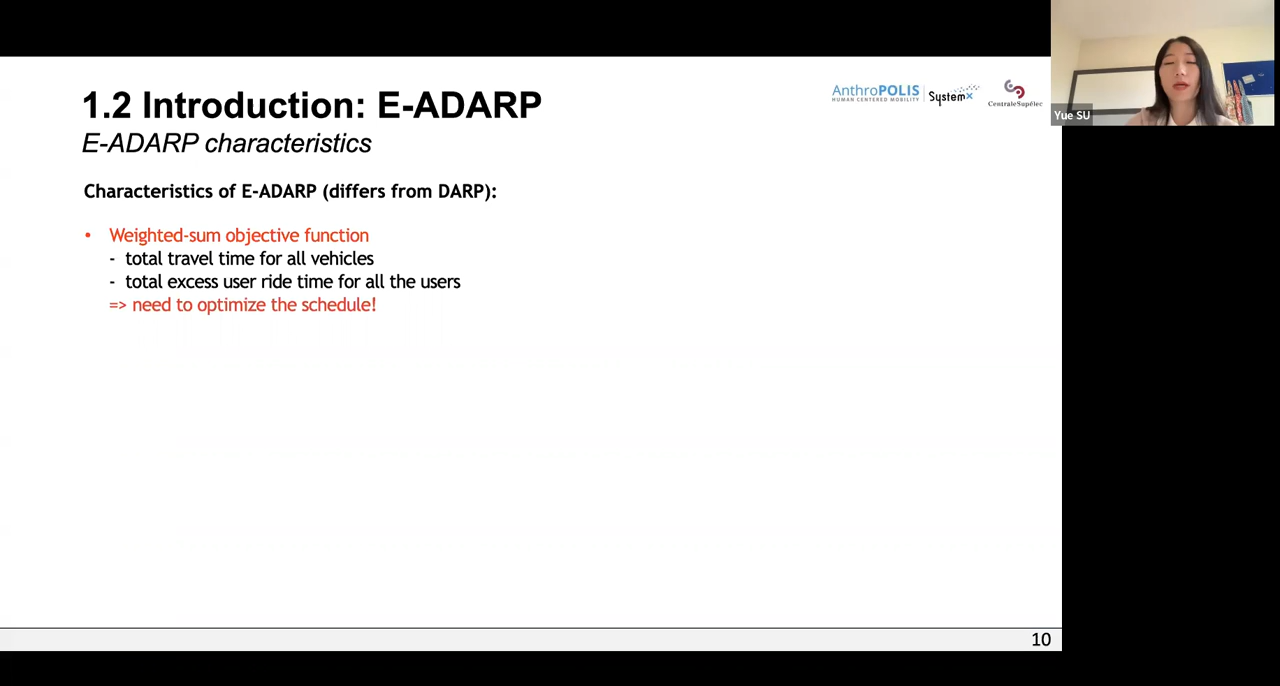 1.2 Introduction: E-ADARP
E-ADARP characteristics
AnthroPOLIS
HUMAN CENTERED MOBILITY
SystemX
CentraleSupélec
Yue SU
Characteristics of E-ADARP (differs from DARP):
• Weighted-sum objective function
- total travel time for all vehicles
- total excess user ride time for all the users
=> need to optimize the schedule!
10